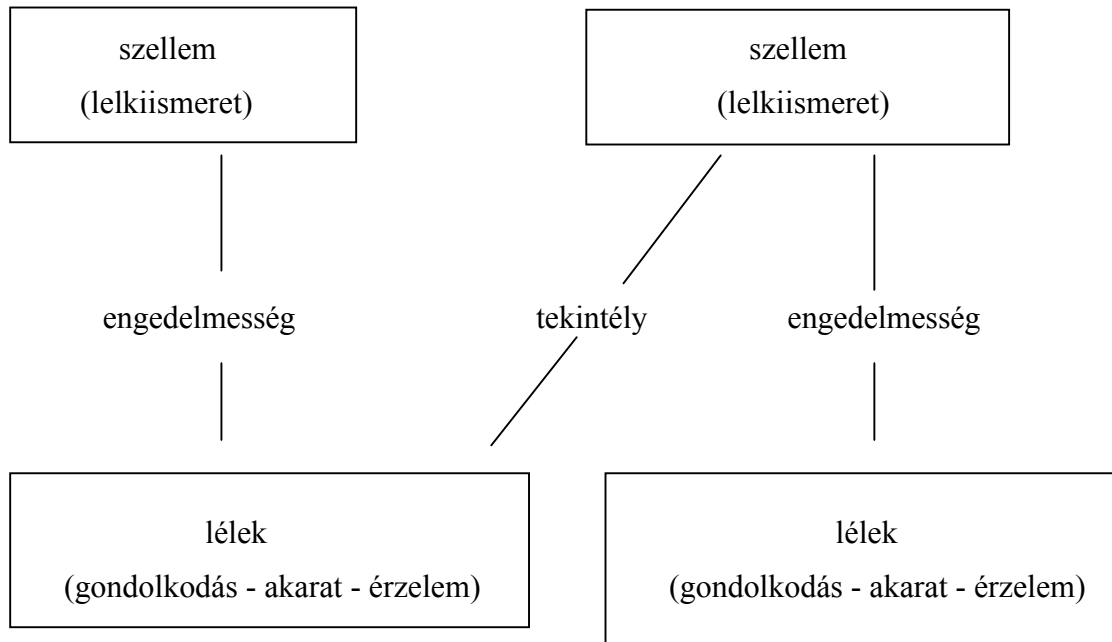 szellem
(lelkiismeret)
szellem
(lelkiismeret)
engedelmesség
tekintély
engedelmesség
lélek
(gondolkodás - akarat - érzelem)
lélek
(gondolkodás - akarat - érzelem)